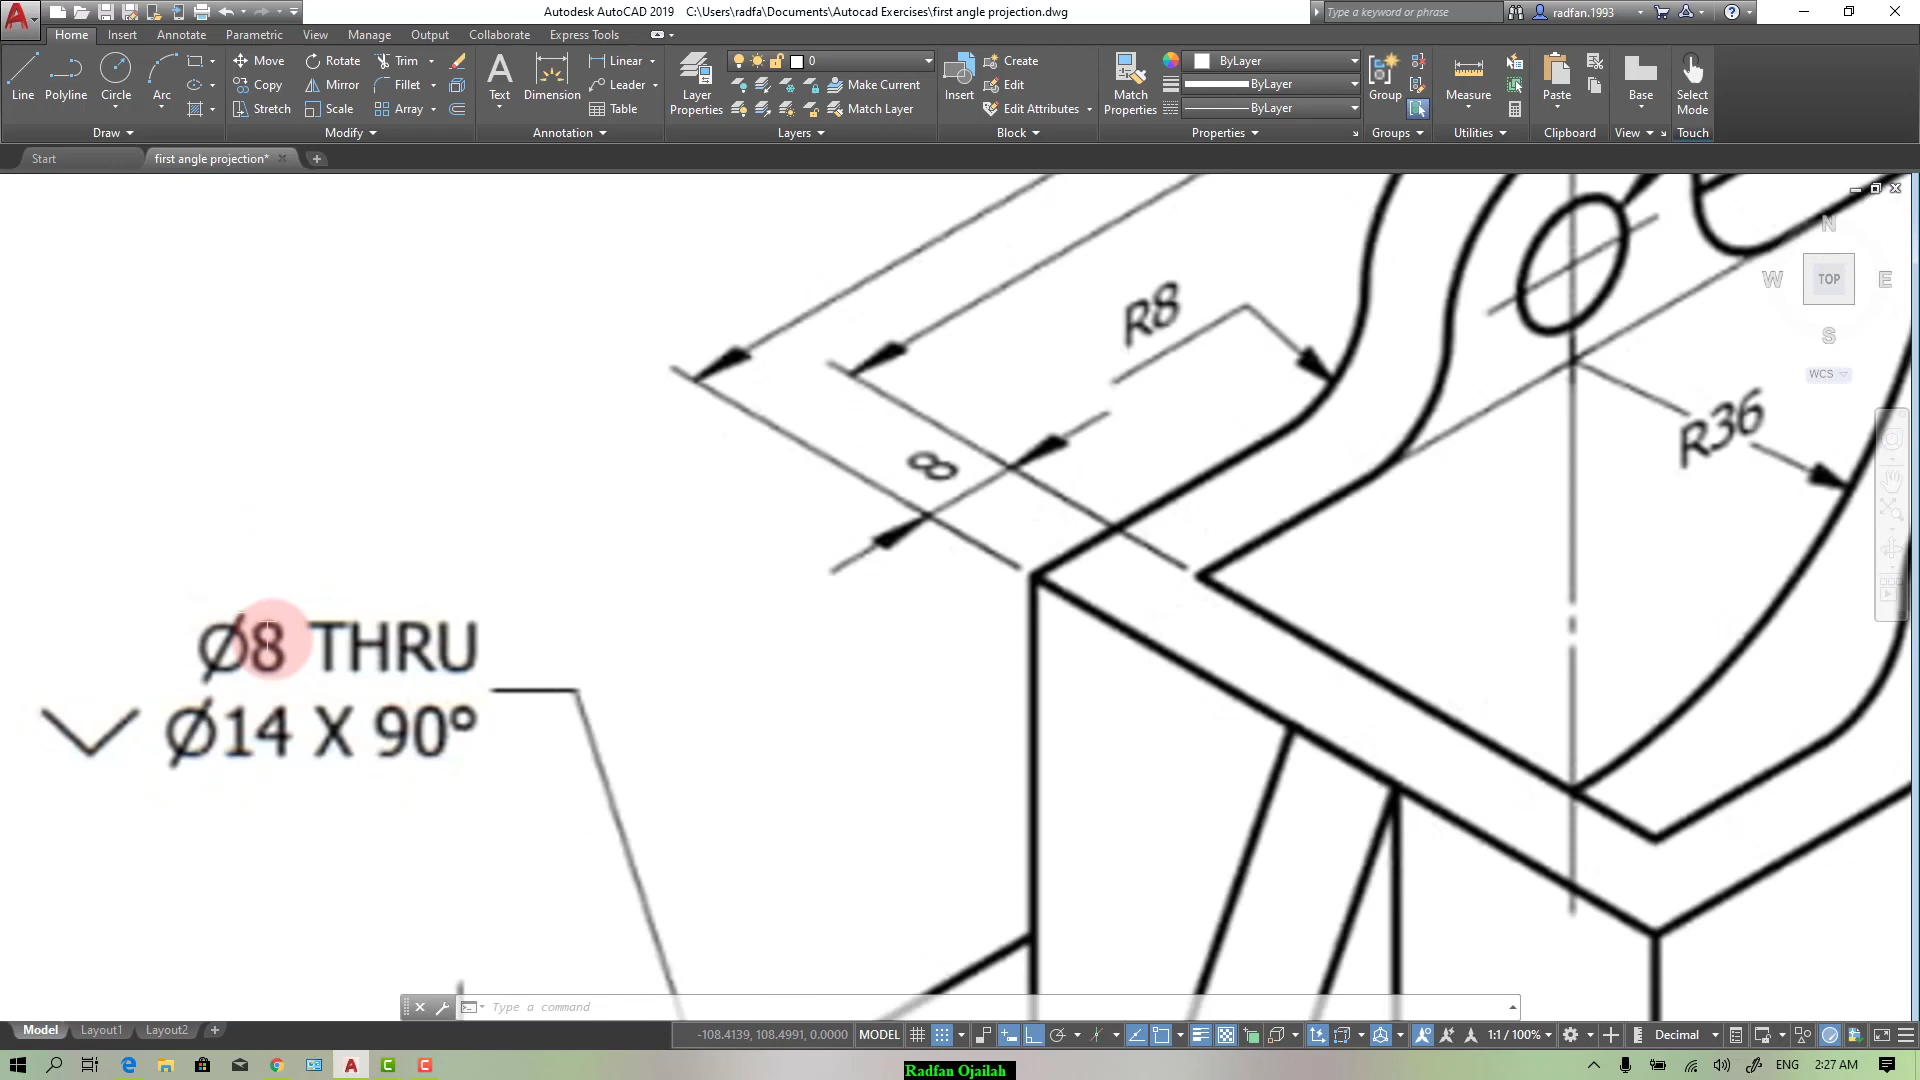 Autodesk AutoCAD 2019 C:\Users\radfa\Documents\Autocad Exercises\first angle projection.dwg
Type a keyword or phrase
radfan.1993
Home Insert Annotate Parametric View Manage Output Collaborate Express Tools
Line
Polyline
Circle
Arc
Move
Rotate
Trim
Copy
Mirror
Fillet
Stretch
Scale
Array
Text
Dimension
Linear
Leader
Table
Layer
Properties
0
Make Current
Match Layer
Insert
Create
Edit
Edit Attributes
Match
Properties
ByLayer
ByLayer
ByLayer
Group
Measure
Paste
Base
Select
Mode
Draw Modify Annotation Layers Block Properties Groups Utilities Clipboard View Touch
Start first angle projection*
N
W TOP E
S
WCS
R8
R36
8
Ø8 THRU
Ø14 X 90°
Type a command
Model Layout1 Layout2
-108.4139, 108.4991, 0.0000 MODEL 1:1 / 100% Decimal
ENG 2:27 AM
Radfan Ojailah